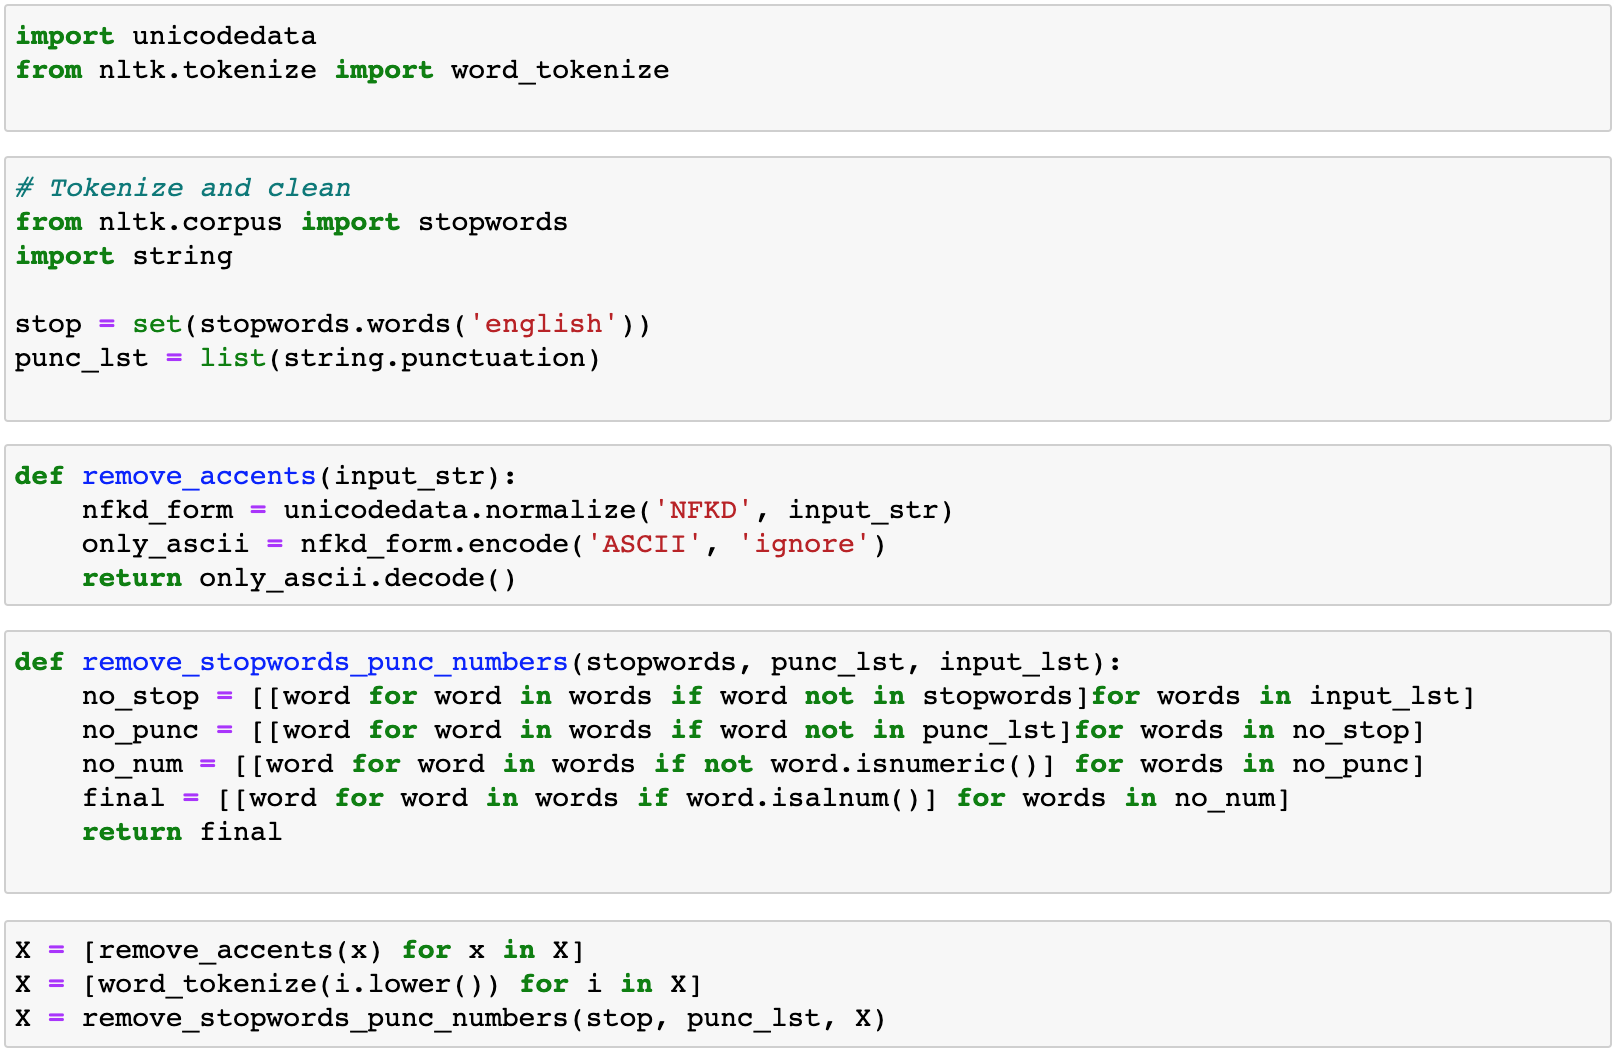 import unicodedata
from nltk.tokenize import word_tokenize
# Tokenize and clean
from nltk.corpus import stopwords
import string
stop = set(stopwords.words('english'))
punc_lst = list(string.punctuation)
def remove_accents(input_str):
    nfkd_form = unicodedata.normalize('NFKD', input_str)
    only_ascii = nfkd_form.encode('ASCII', 'ignore')
    return only_ascii.decode()
def remove_stopwords_punc_numbers(stopwords, punc_lst, input_lst):
    no_stop = [[word for word in words if word not in stopwords]for words in input_lst]
    no_punc = [[word for word in words if word not in punc_lst]for words in no_stop]
    no_num = [[word for word in words if not word.isnumeric()] for words in no_punc]
    final = [[word for word in words if word.isalnum()] for words in no_num]
    return final
X = [remove_accents(x) for x in X]
X = [word_tokenize(i.lower()) for i in X]
X = remove_stopwords_punc_numbers(stop, punc_lst, X)